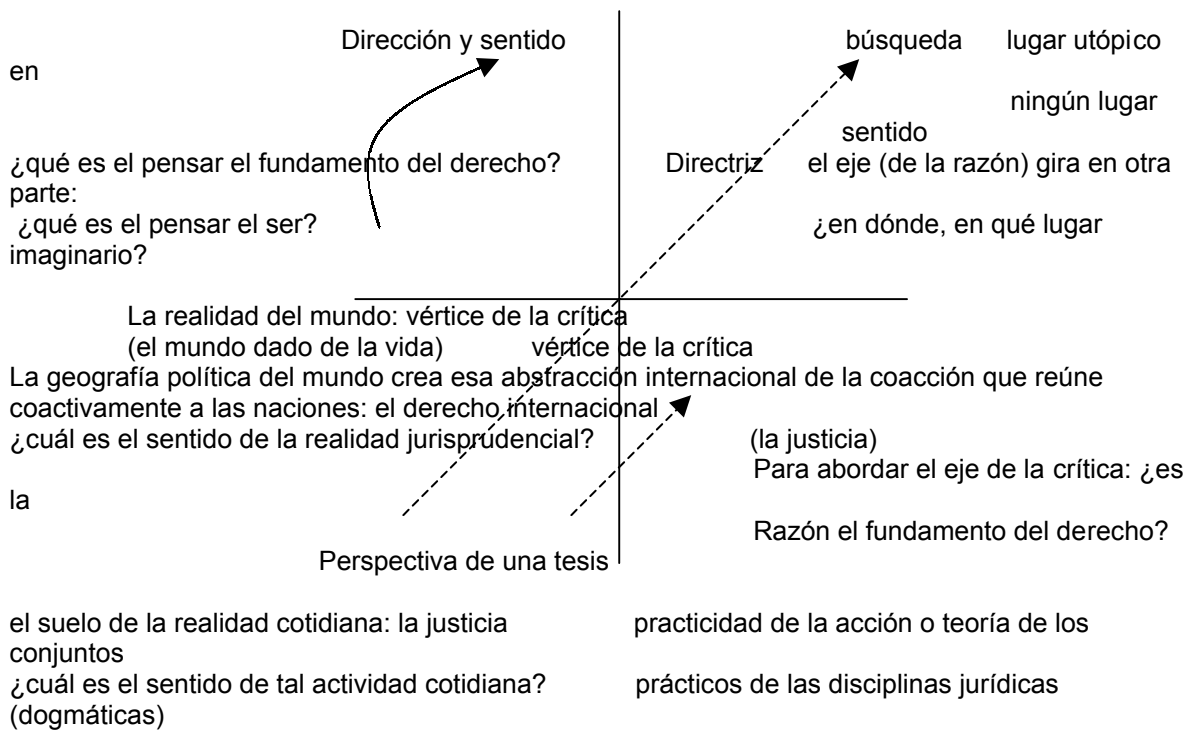 Dirección y sentido búsqueda lugar utópico
en
ningún lugar
sentido
¿qué es el pensar el fundamento del derecho? Directriz el eje (de la razón) gira en otra
parte:
¿qué es el pensar el ser? ¿en dónde, en qué lugar
imaginario?
La realidad del mundo: vértice de la crítica
(el mundo dado de la vida) vértice de la crítica
La geografía política del mundo crea esa abstracción internacional de la coacción que reúne
coactivamente a las naciones: el derecho internacional
¿cuál es el sentido de la realidad jurisprudencial? (la justicia)
Para abordar el eje de la crítica: ¿es
la
Razón el fundamento del derecho?
Perspectiva de una tesis
el suelo de la realidad cotidiana: la justicia practicidad de la acción o teoría de los
conjuntos
¿cuál es el sentido de tal actividad cotidiana? prácticos de las disciplinas jurídicas
(dogmáticas)